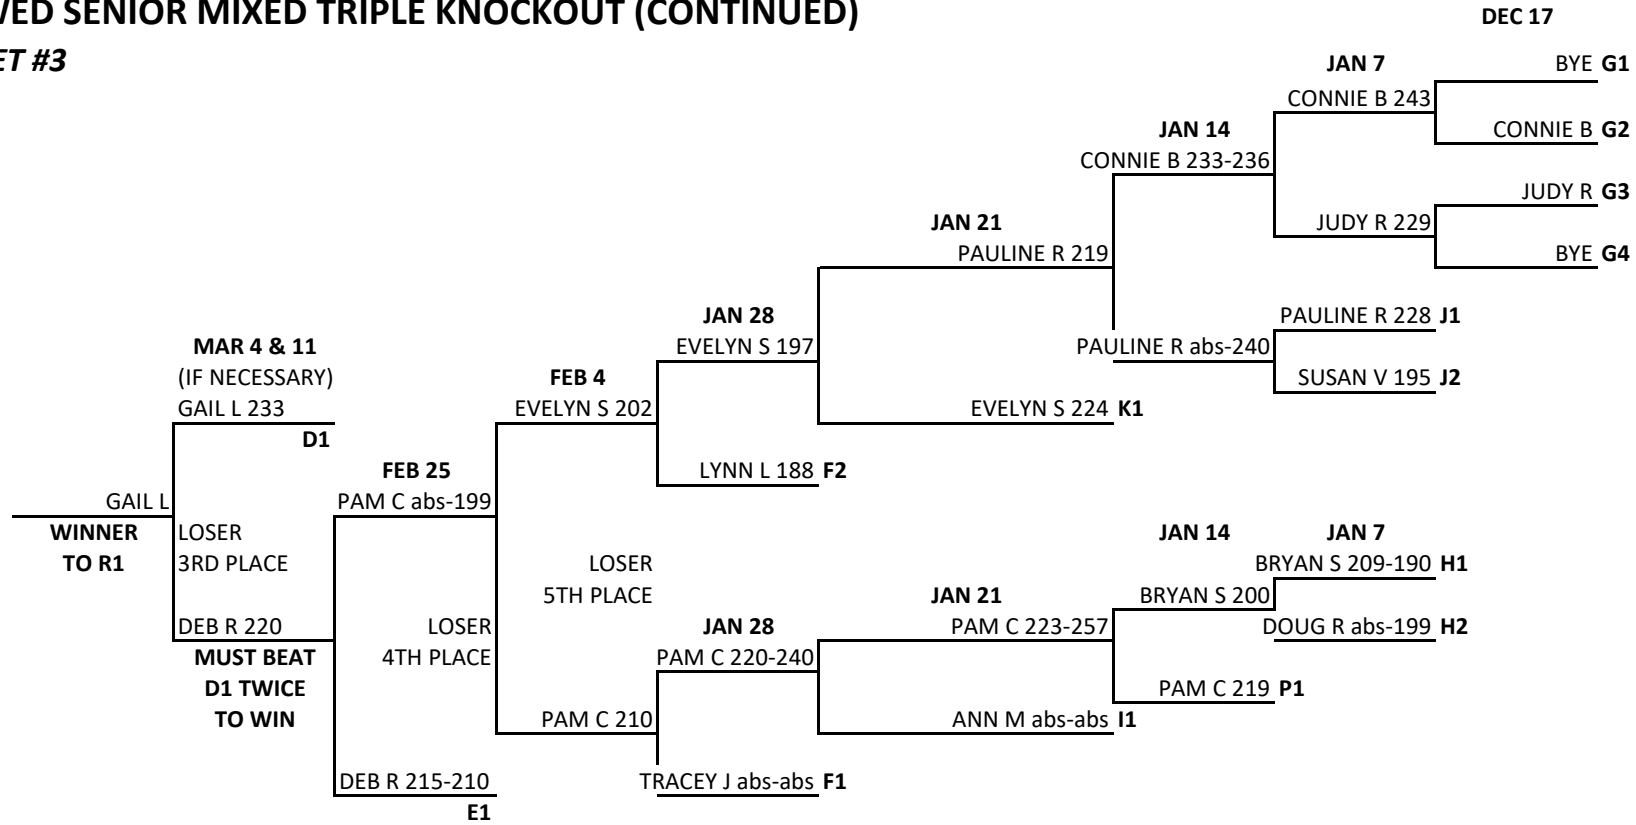 WED SENIOR MIXED TRIPLE KNOCKOUT (CONTINUED)
ET #3
DEC 17
JAN 7
BYE G1
CONNIE B 243
CONNIE B G2
JAN 14
CONNIE B 233-236
JUDY R G3
JAN 21
JUDY R 229
PAULINE R 219
BYE G4
JAN 28
PAULINE R 228 J1
MAR 4 & 11
EVELYN S 197
PAULINE R abs-240
(IF NECESSARY)
FEB 4
SUSAN V 195 J2
GAIL L 233
EVELYN S 202
EVELYN S 224 K1
D1
FEB 25
LYNN L 188 F2
GAIL L
PAM C abs-199
WINNER
LOSER
JAN 14
JAN 7
TO R1
3RD PLACE
LOSER
BRYAN S 209-190 H1
5TH PLACE
JAN 21
BRYAN S 200
DEB R 220
LOSER
JAN 28
PAM C 223-257
DOUG R abs-199 H2
MUST BEAT
4TH PLACE
PAM C 220-240
D1 TWICE
PAM C 219 P1
TO WIN
PAM C 210
ANN M abs-abs I1
DEB R 215-210
TRACEY J abs-abs F1
E1